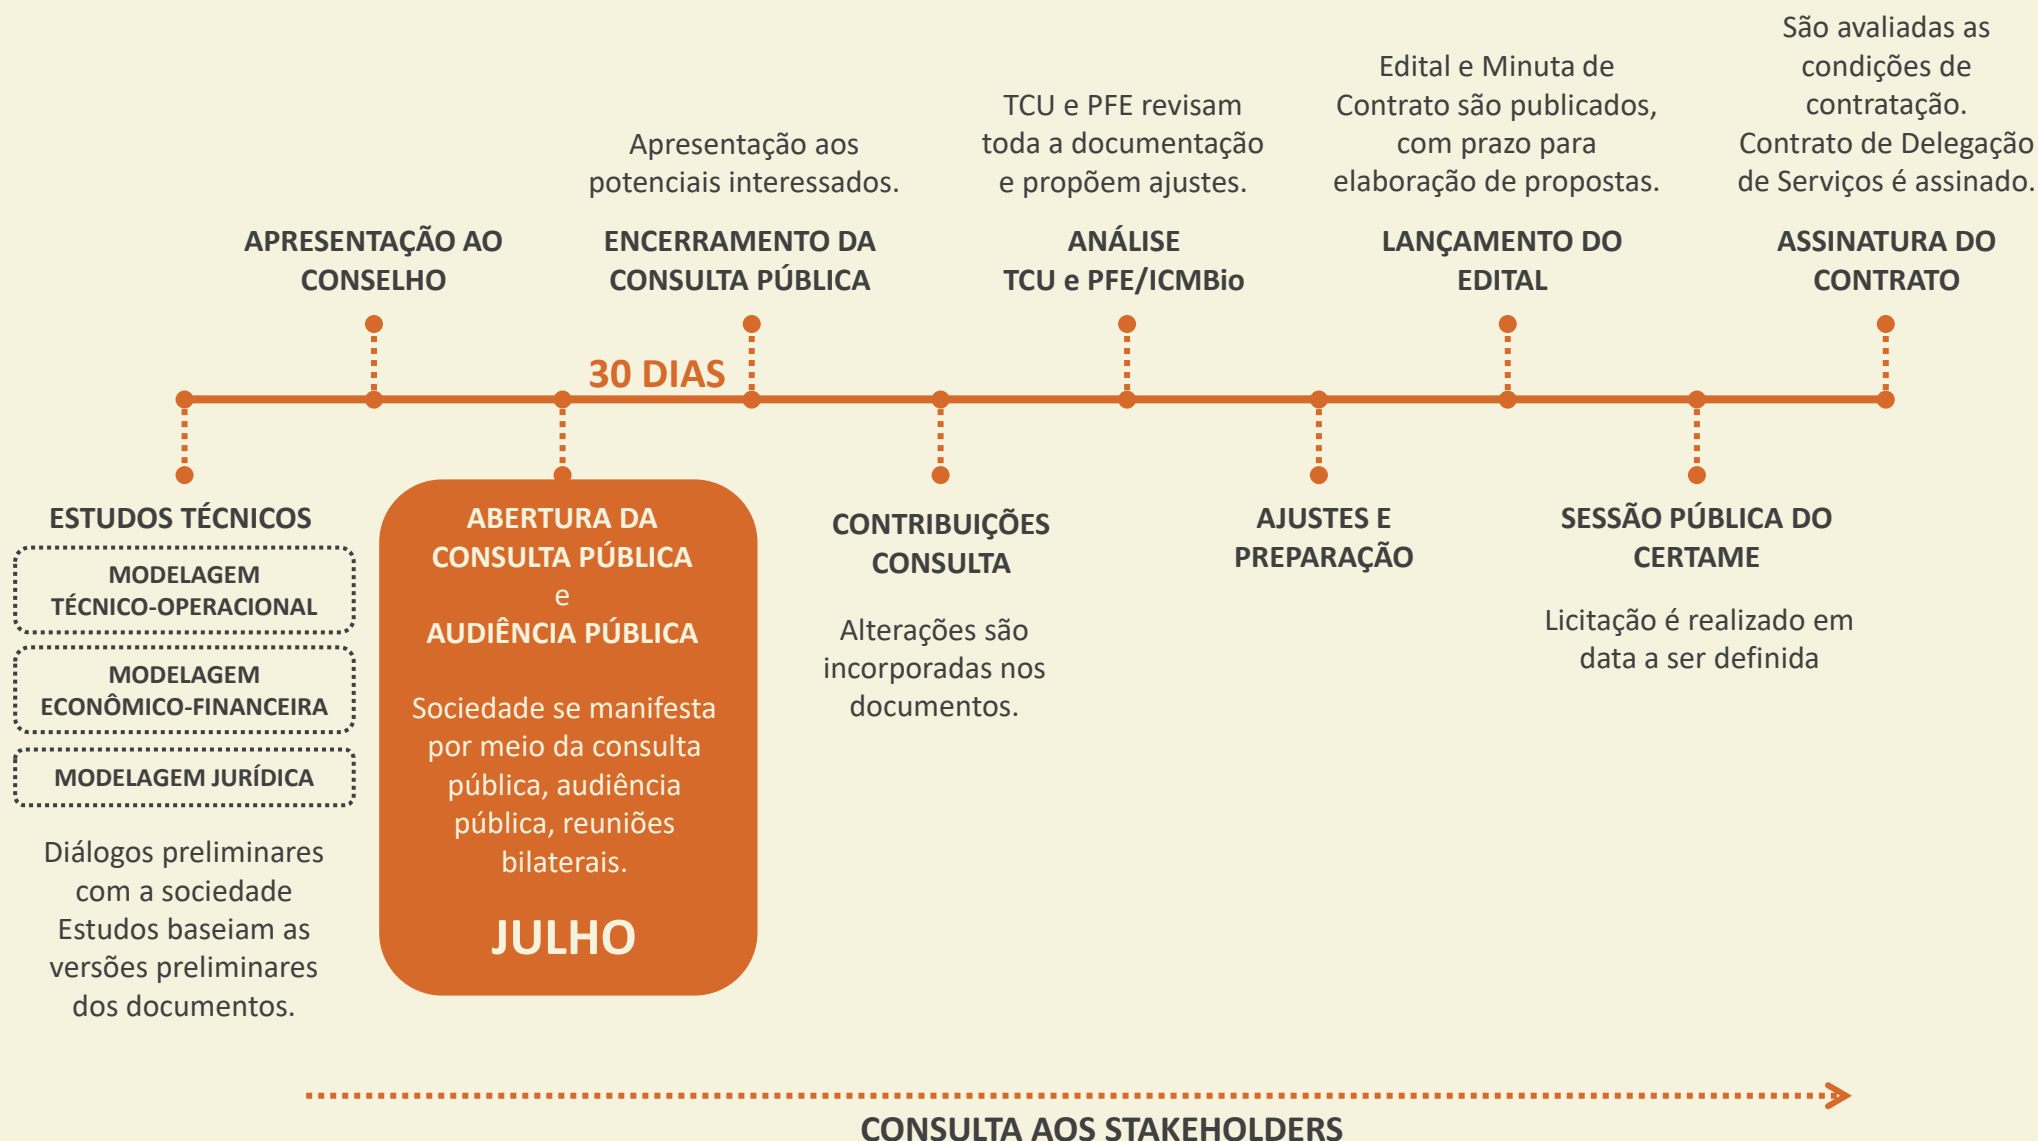 São avaliadas as
condições de
contratação.
Contrato de Delegação
de Serviços é assinado.
Edital e Minuta de
Contrato são publicados,
com prazo para
elaboração de propostas.
TCU e PFE revisam
toda a documentação
e propõem ajustes.
Apresentação aos
potenciais interessados.
APRESENTAÇÃO AO
CONSELHO
ENCERRAMENTO DA
CONSULTA PÚBLICA
ANÁLISE
TCU e PFE/ICMBio
LANÇAMENTO DO
EDITAL
ASSINATURA DO
CONTRATO
30 DIAS
ESTUDOS TÉCNICOS
MODELAGEM
TÉCNICO-OPERACIONAL
MODELAGEM
ECONÔMICO-FINANCEIRA
MODELAGEM JURÍDICA
Diálogos preliminares
com a sociedade
Estudos baseiam as
versões preliminares
dos documentos.
ABERTURA DA
CONSULTA PÚBLICA
e
AUDIÊNCIA PÚBLICA
Sociedade se manifesta
por meio da consulta
pública, audiência
pública, reuniões
bilaterais.
JULHO
CONTRIBUIÇÕES
CONSULTA
Alterações são
incorporadas nos
documentos.
AJUSTES E
PREPARAÇÃO
SESSÃO PÚBLICA DO
CERTAME
Licitação é realizado em
data a ser definida
CONSULTA AOS STAKEHOLDERS